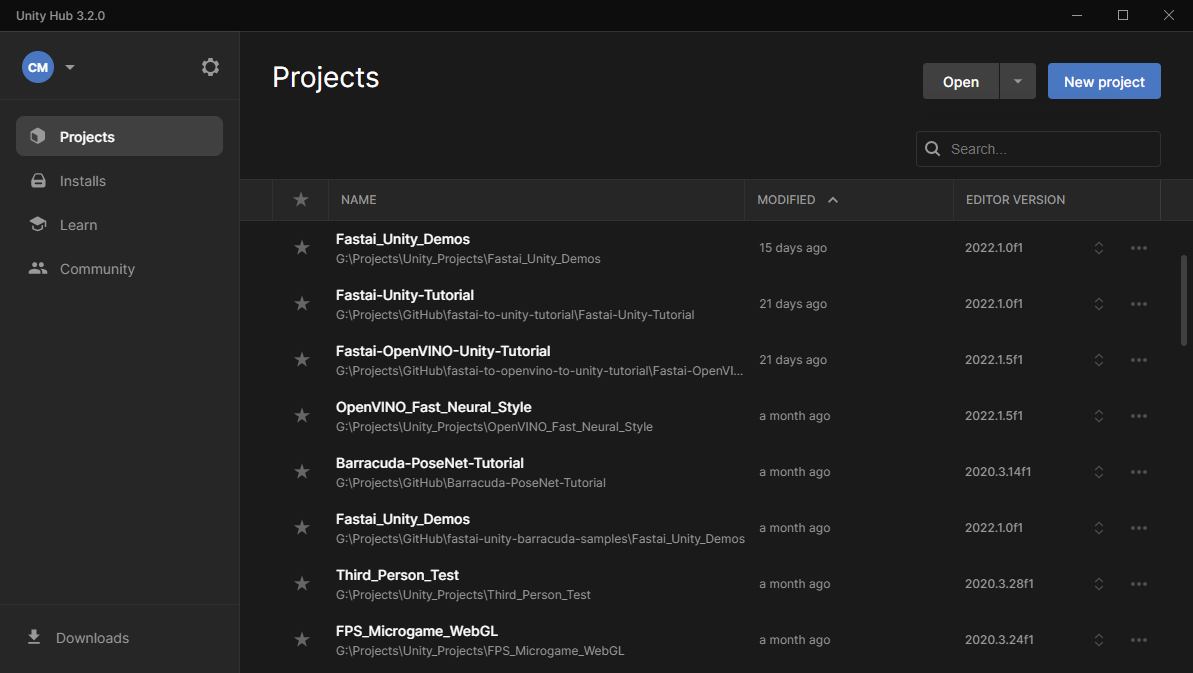 Unity Hub 3.2.0
CM
Projects
Installs
Learn
Community
Downloads
Projects
Open
New project
Search...
NAME MODIFIED EDITOR VERSION
Fastai_Unity_Demos 15 days ago 2022.1.0f1
G:\Projects\Unity_Projects\Fastai_Unity_Demos
Fastai-Unity-Tutorial 21 days ago 2022.1.0f1
G:\Projects\GitHub\fastai-to-unity-tutorial\Fastai-Unity-Tutorial
Fastai-OpenVINO-Unity-Tutorial 21 days ago 2022.1.5f1
G:\Projects\GitHub\fastai-to-openvino-to-unity-tutorial\Fastai-OpenVI...
OpenVINO_Fast_Neural_Style a month ago 2022.1.5f1
G:\Projects\Unity_Projects\OpenVINO_Fast_Neural_Style
Barracuda-PoseNet-Tutorial a month ago 2020.3.14f1
G:\Projects\GitHub\Barracuda-PoseNet-Tutorial
Fastai_Unity_Demos a month ago 2022.1.0f1
G:\Projects\GitHub\fastai-unity-barracuda-samples\Fastai_Unity_Demos
Third_Person_Test a month ago 2020.3.28f1
G:\Projects\Unity_Projects\Third_Person_Test
FPS_Microgame_WebGL a month ago 2020.3.24f1
G:\Projects\Unity_Projects\FPS_Microgame_WebGL